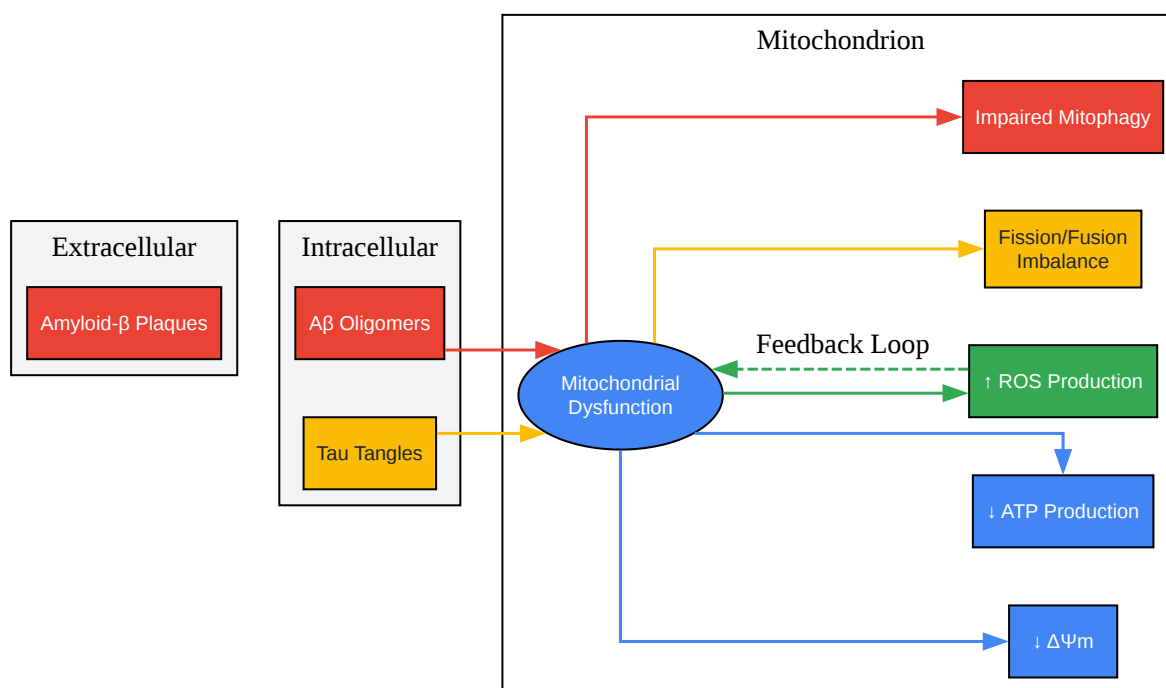 Mitochondrion
Impaired Mitophagy
Extracellular
Amyloid-β Plaques
Intracellular
Aβ Oligomers
Tau Tangles
Mitochondrial
Dysfunction
Fission/Fusion
Imbalance
Feedback Loop
↑ ROS Production
↓ ATP Production
↓ ΔΨm